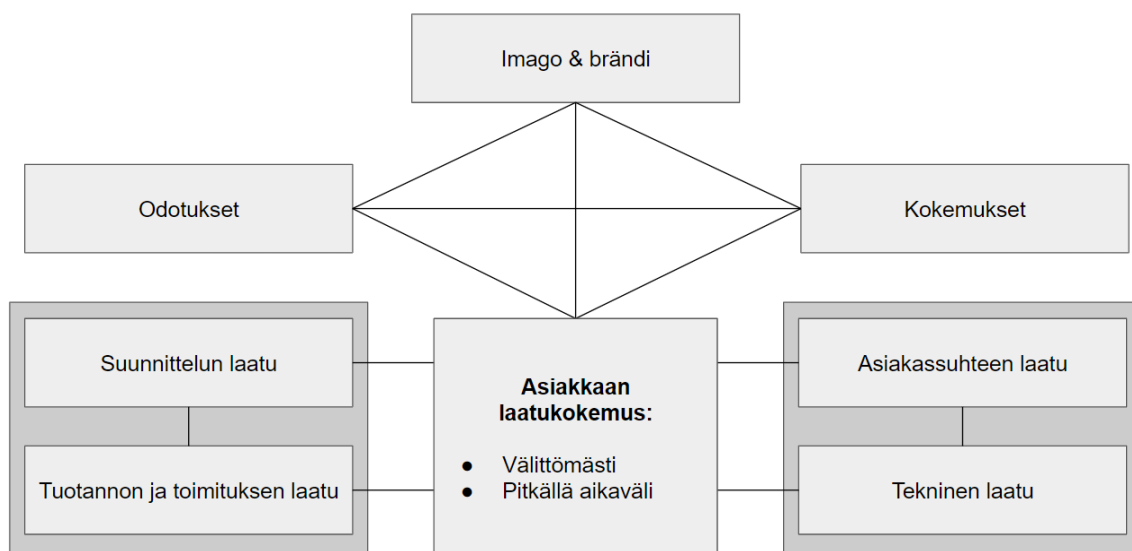 Imago & brändi
Odotukset
Kokemukset
Suunnittelun laatu
Asiakkaan
laatukokemus:
● Välittömästi
● Pitkällä aikaväli
Asiakassuhteen laatu
Tuotannon ja toimituksen laatu
Tekninen laatu